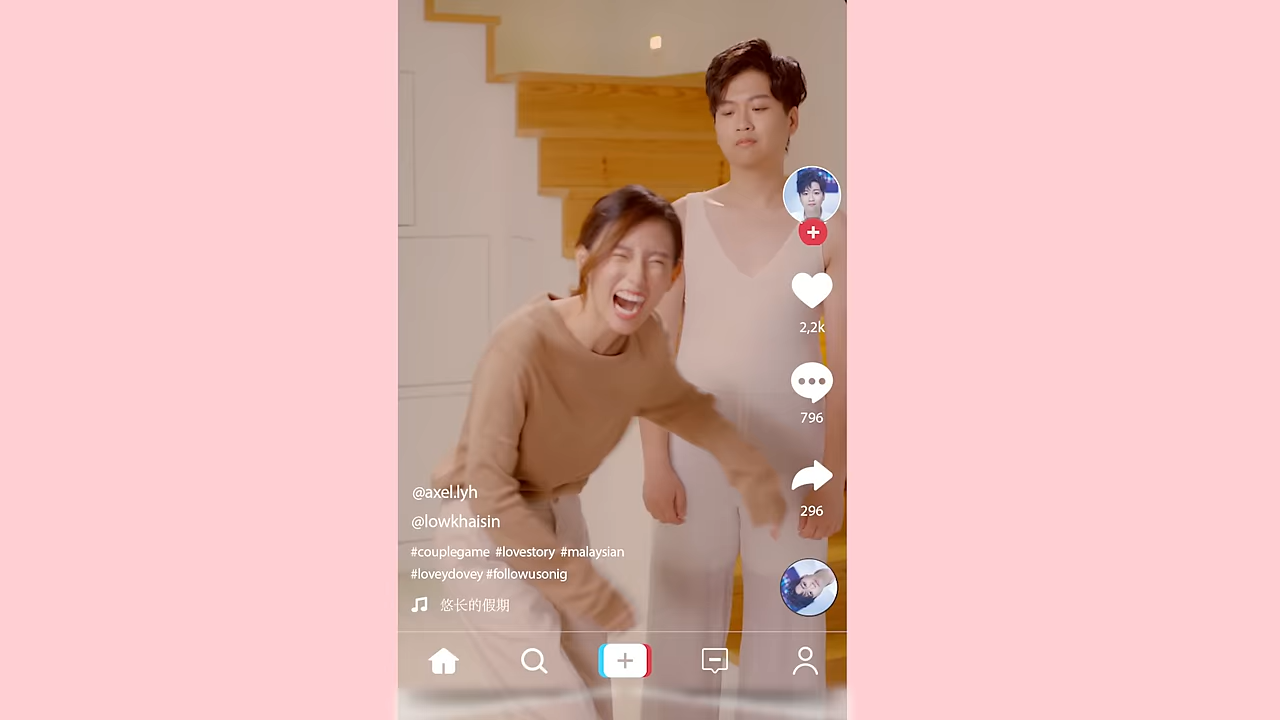 2,2k
796
296
@axel.lyh
@lowkhaisin
#couplegame #lovestory #malaysian
#loveydovey #followusonig
悠长的假期